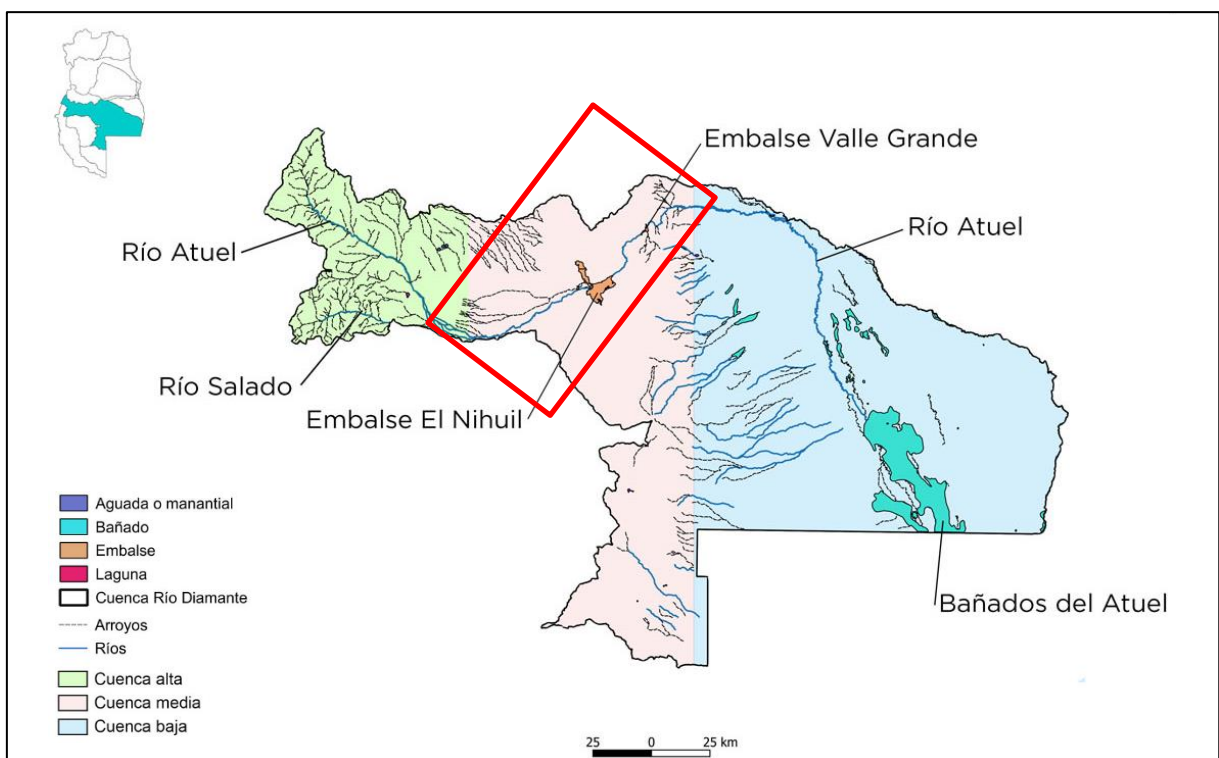 Embalse Valle Grande
Río Atuel
Río Atuel
Río Salado
Embalse El Nihuil
Bañados del Atuel
Aguada o manantial
Bañado
Embalse
Laguna
Cuenca Río Diamante
Arroyos
Ríos
Cuenca alta
Cuenca media
Cuenca baja
25 0 25 km